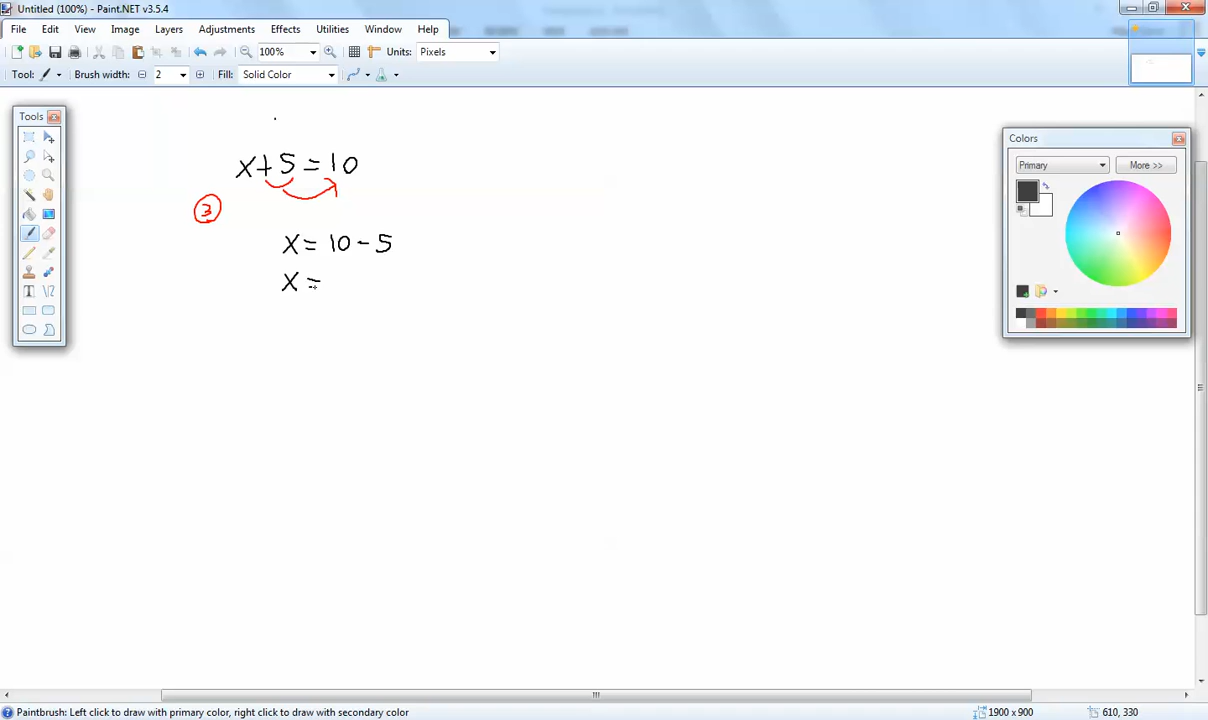 Untitled (100%) - Paint.NET v3.5.4
File Edit View Image Layers Adjustments Effects Utilities Window Help
100% Units: Pixels
Tool: Brush width: 2 Fill: Solid Color
Tools
Colors
Primary More >>
x+5=10
3
x=10-5
x=
Paintbrush: Left click to draw with primary color, right click to draw with secondary color
1900 x 900
610, 330